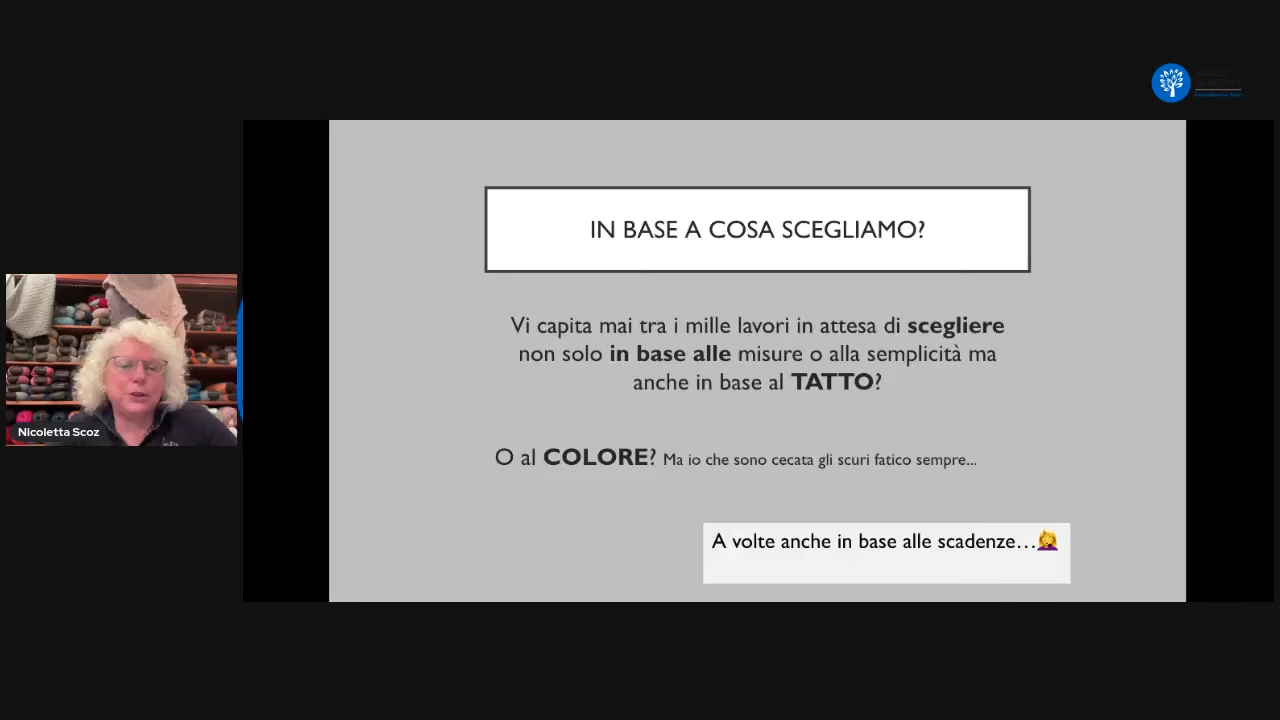 IN BASE A COSA SCEGLIAMO?
Vi capita mai tra i mille lavori in attesa di scegliere
non solo in base alle misure o alla semplicità ma
anche in base al TATTO?
Nicoletta Scoz
O al COLORE? Ma io che sono cecata gli scuri fatico sempre...
A volte anche in base alle scadenze...🤦‍♀️